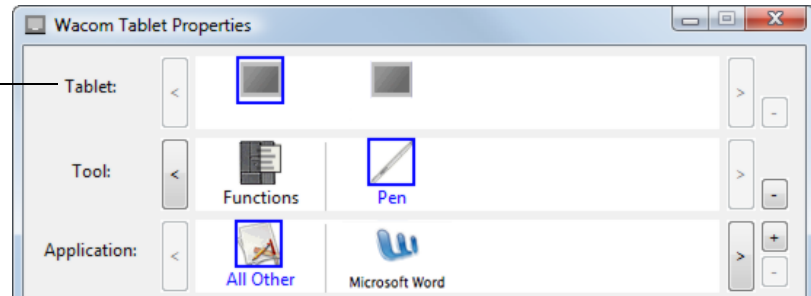 Wacom Tablet Properties
Tablet:
< > -
Tool:
< Functions Pen > -
Application:
< All Other Microsoft Word > + -